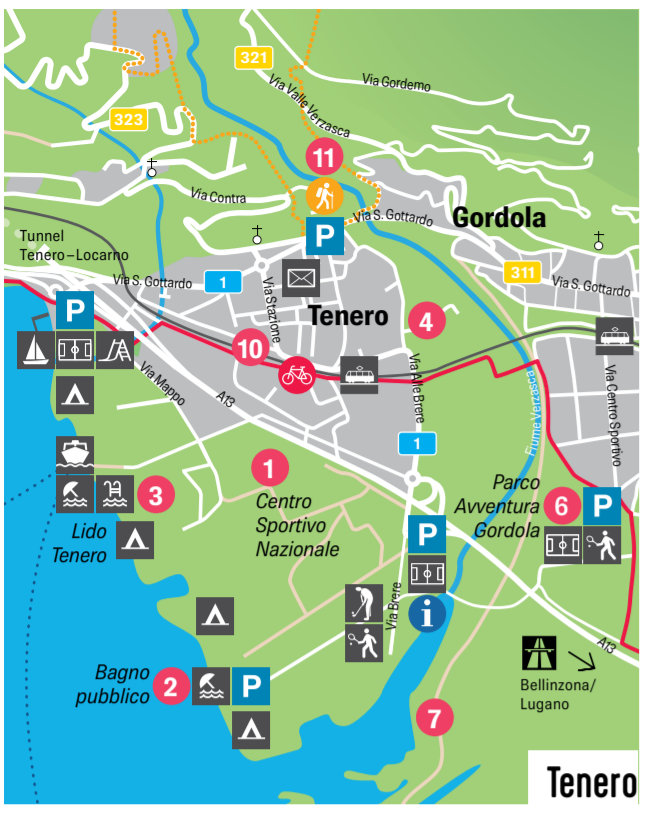 321
Via Gordemo
Via Valle Verzasca
323
11
Via Contra
P
Via S. Gottardo
Gordola
Tunnel
Tenero–Locarno
Via S. Gottardo
1
311
Via S. Gottardo
P
Via Stazione
Tenero
4
10
Via Mappo
A13
Via Alle Brere
Fiume Verzasca
Via Centro Sportivo
1
1
Centro
Sportivo
Nazionale
3
Lido
Tenero
Parco
Avventura
Gordola
6
P
P
i
Via Brere
A13
Bagno
pubblico
2
P
7
Bellinzona/
Lugano
Tenero